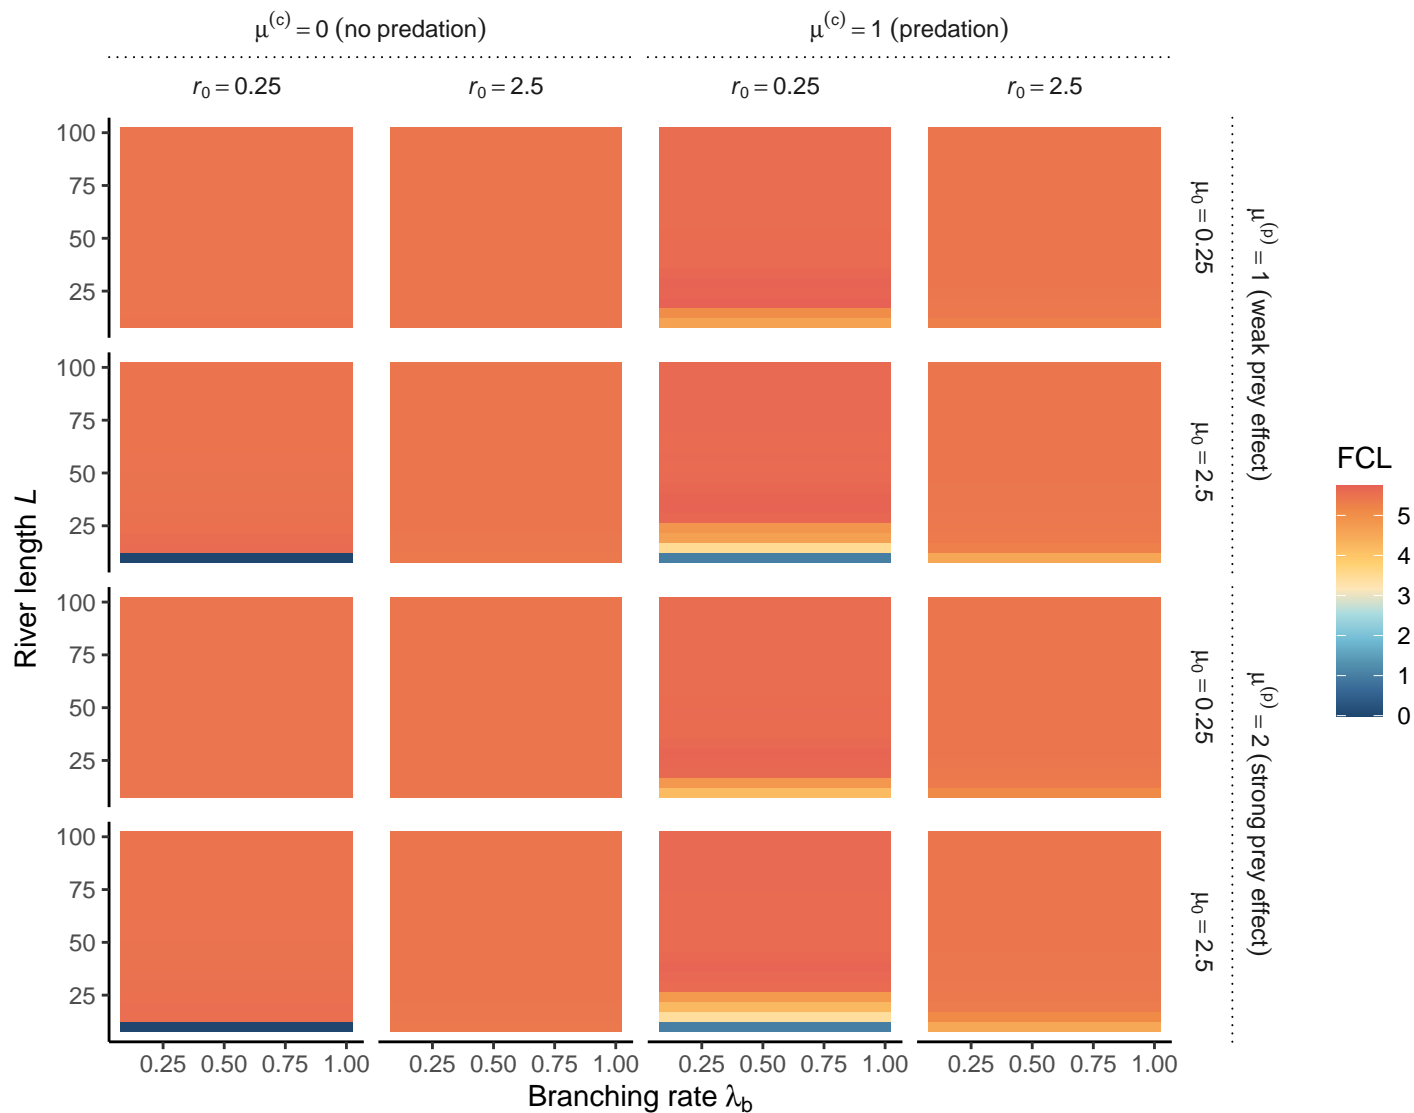 μ(c) = 0 (no predation)
μ(c) = 1 (predation)
r0 = 0.25
r0 = 2.5
r0 = 0.25
r0 = 2.5
100
75
50
25
μ0 = 0.25
μ(p) = 1 (weak prey effect)
100
75
50
25
μ0 = 2.5
100
75
50
25
μ0 = 0.25
μ(p) = 2 (strong prey effect)
100
75
50
25
μ0 = 2.5
River length L
0.25 0.50 0.75 1.00
0.25 0.50 0.75 1.00
0.25 0.50 0.75 1.00
0.25 0.50 0.75 1.00
Branching rate λb
FCL
5
4
3
2
1
0